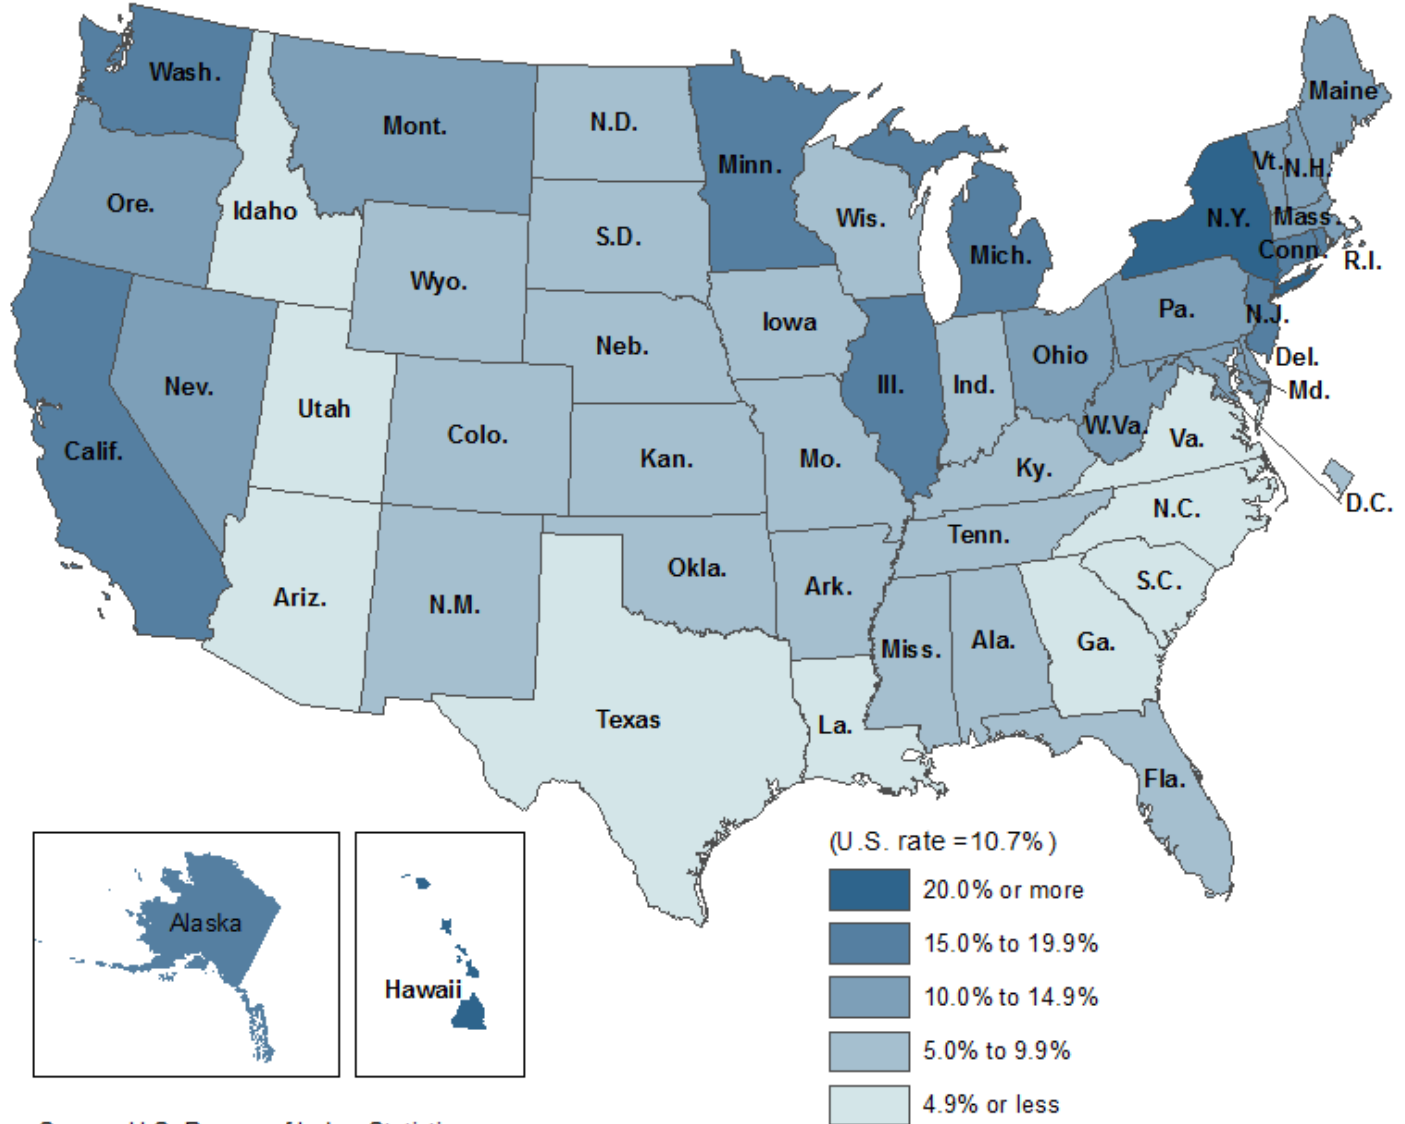 Wash.
Mont.
N.D.
Minn.
Maine
Vt.
N.H.
Ore.
Idaho
S.D.
Wis.
Mich.
N.Y.
Mass.
Conn.
R.I.
Wyo.
Iowa
Neb.
Pa.
N.J.
Ohio
Del.
Md.
Nev.
Utah
Colo.
Ill.
Ind.
W.Va.
Va.
Calif.
Kan.
Mo.
Ky.
D.C.
N.C.
Tenn.
Okla.
Ark.
S.C.
Ariz.
N.M.
Miss.
Ala.
Ga.
Texas
La.
Fla.
Alaska
Hawaii
(U.S. rate =10.7%)
20.0% or more
15.0% to 19.9%
10.0% to 14.9%
5.0% to 9.9%
4.9% or less